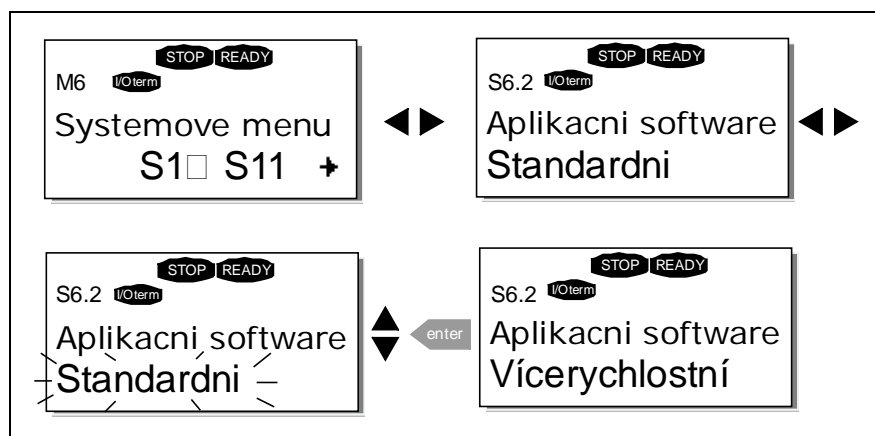 STOP READY
M6 I/Oterm
Systemove menu
S1□ S11
STOP READY
S6.2 I/Oterm
Aplikacni software
Standardni
STOP READY
S6.2 I/Oterm
Aplikacni software
Standardni
enter
STOP READY
S6.2 I/Oterm
Aplikacni software
Vícerychlostní